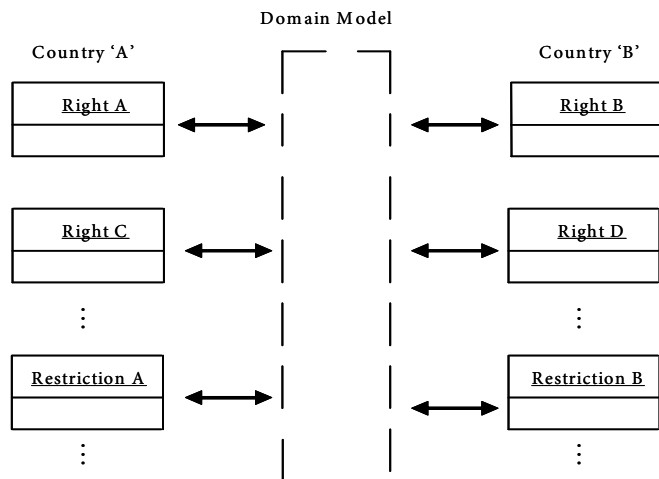 Domain Model
Country ‘A’
Country ‘B’
Right A
Right B
Right C
Right D
Restriction A
Restriction B